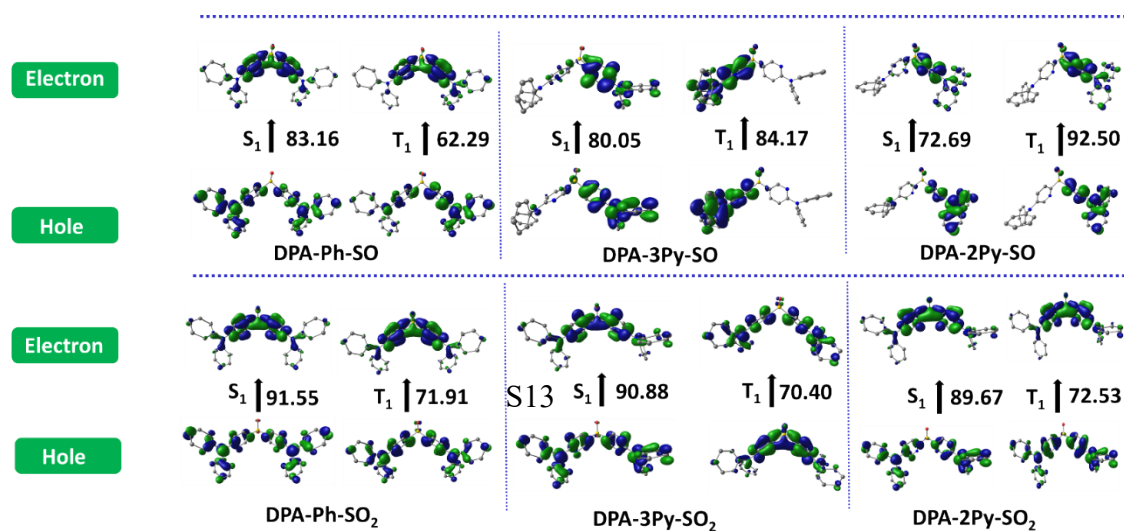 Electron
S₁ 83.16 T₁ 62.29 S₁ 80.05 T₁ 84.17 S₁ 72.69 T₁ 92.50
Hole
DPA-Ph-SO DPA-3Py-SO DPA-2Py-SO
Electron
S₁ 91.55 T₁ 71.91 S13 S₁ 90.88 T₁ 70.40 S₁ 89.67 T₁ 72.53
Hole
DPA-Ph-SO₂ DPA-3Py-SO₂ DPA-2Py-SO₂